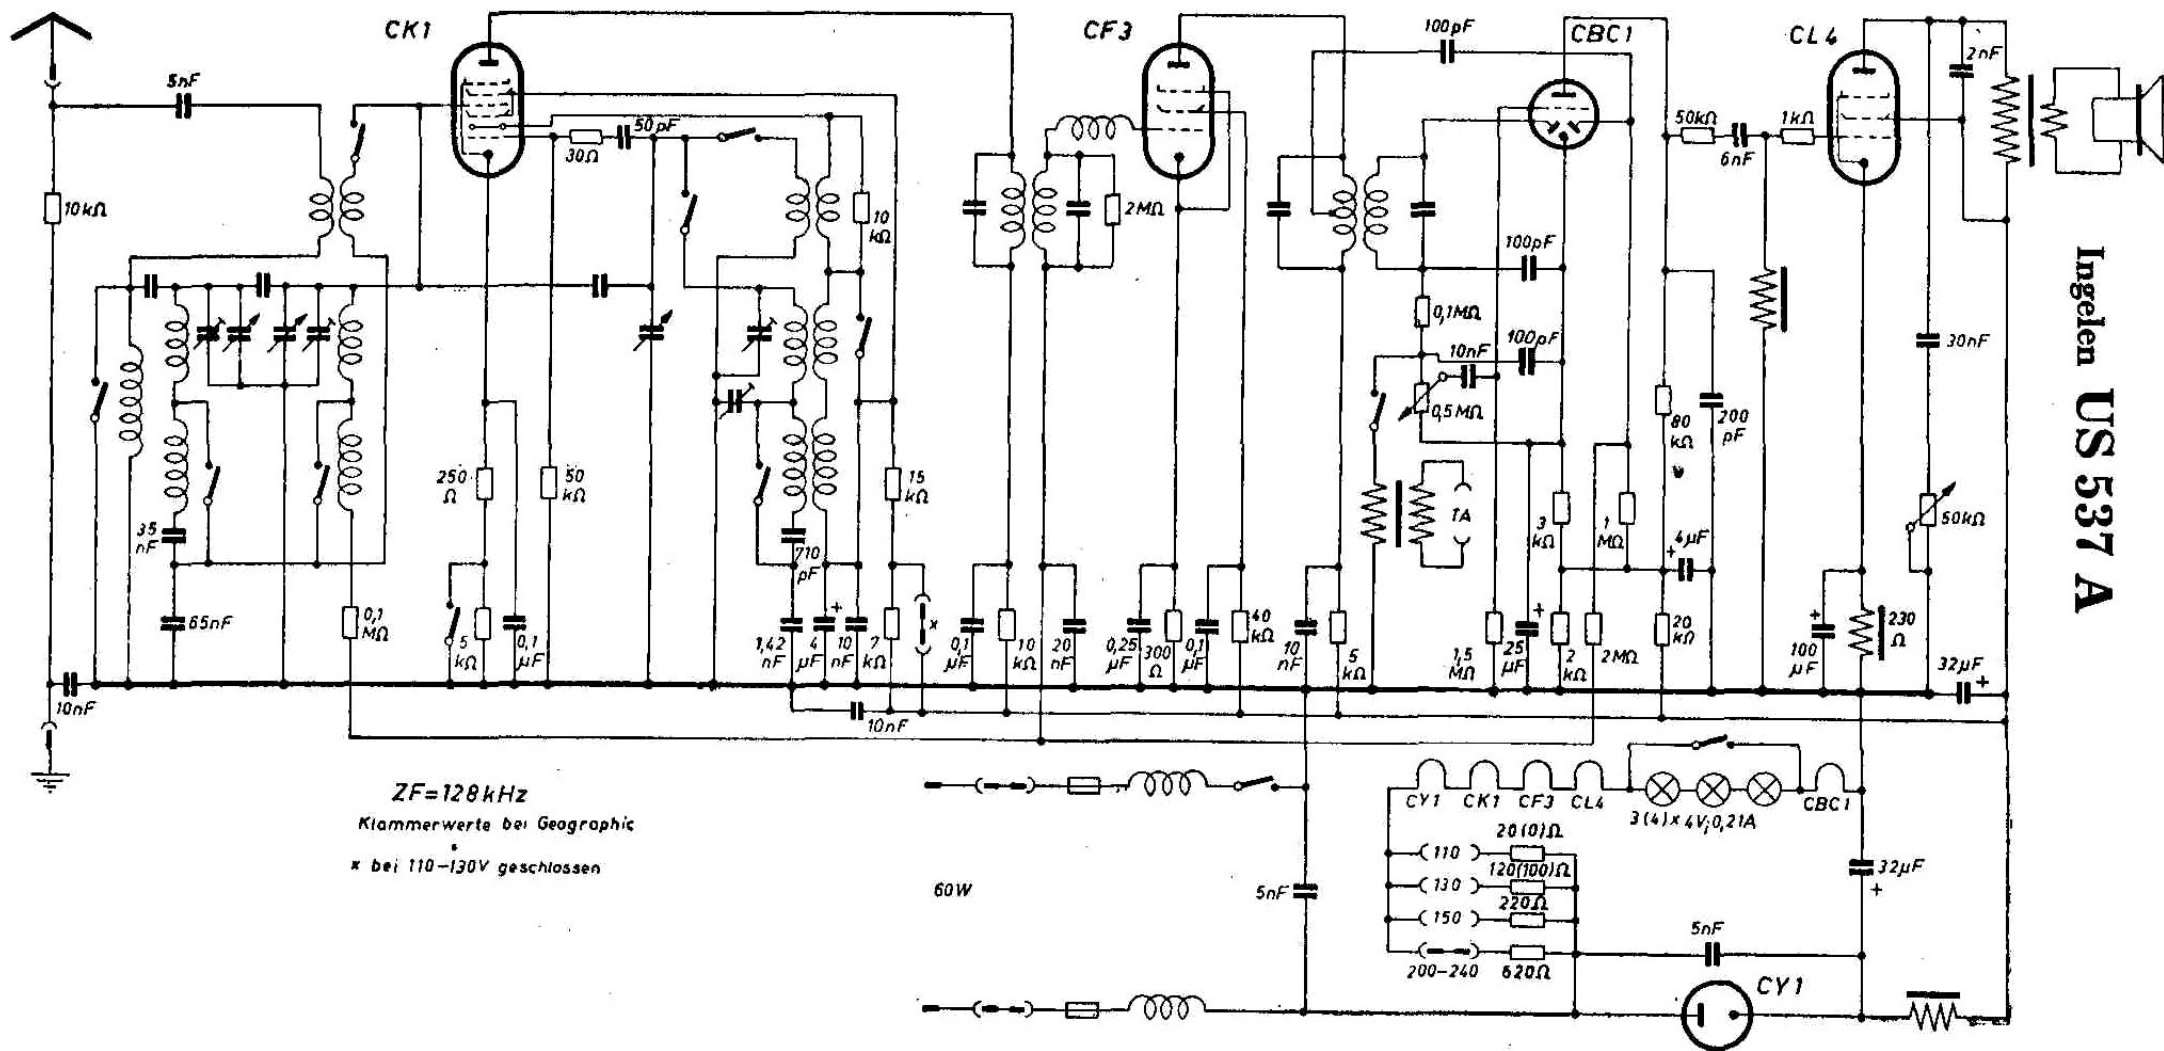 CK1
CF3
CBC1
CL4
Ingelen US 537 A
5nF
10kΩ
50pF
30Ω
10
kΩ
2MΩ
100pF
100pF
0,1MΩ
100pF
10nF
0,5MΩ
50kΩ
6nF
1kΩ
2nF
30nF
50kΩ
80
kΩ
200
pF
35
nF
65nF
0,1
MΩ
10nF
250
Ω
5
kΩ
0,1
µF
50
kΩ
15
kΩ
710
pF
1,42
nF
4
µF
+
10
nF
7
kΩ
x
10nF
0,1
µF
10
kΩ
20
nF
0,25
µF
300
Ω
0,1
µF
40
kΩ
10
nF
5
kΩ
1A
3
kΩ
1
MΩ
4µF
+
1,5
MΩ
25
µF
+
2
kΩ
2MΩ
20
kΩ
100
µF
+
230
Ω
32µF
+
ZF=128kHz
Klammerwerte bei Geographic
x bei 110-130V geschlossen
60W
5nF
CY1
CK1
CF3
CL4
3(4)x4V;0,21A
CBC1
20(0)Ω
110
120(100)Ω
130
220Ω
150
200-240
620Ω
32µF
+
5nF
CY1